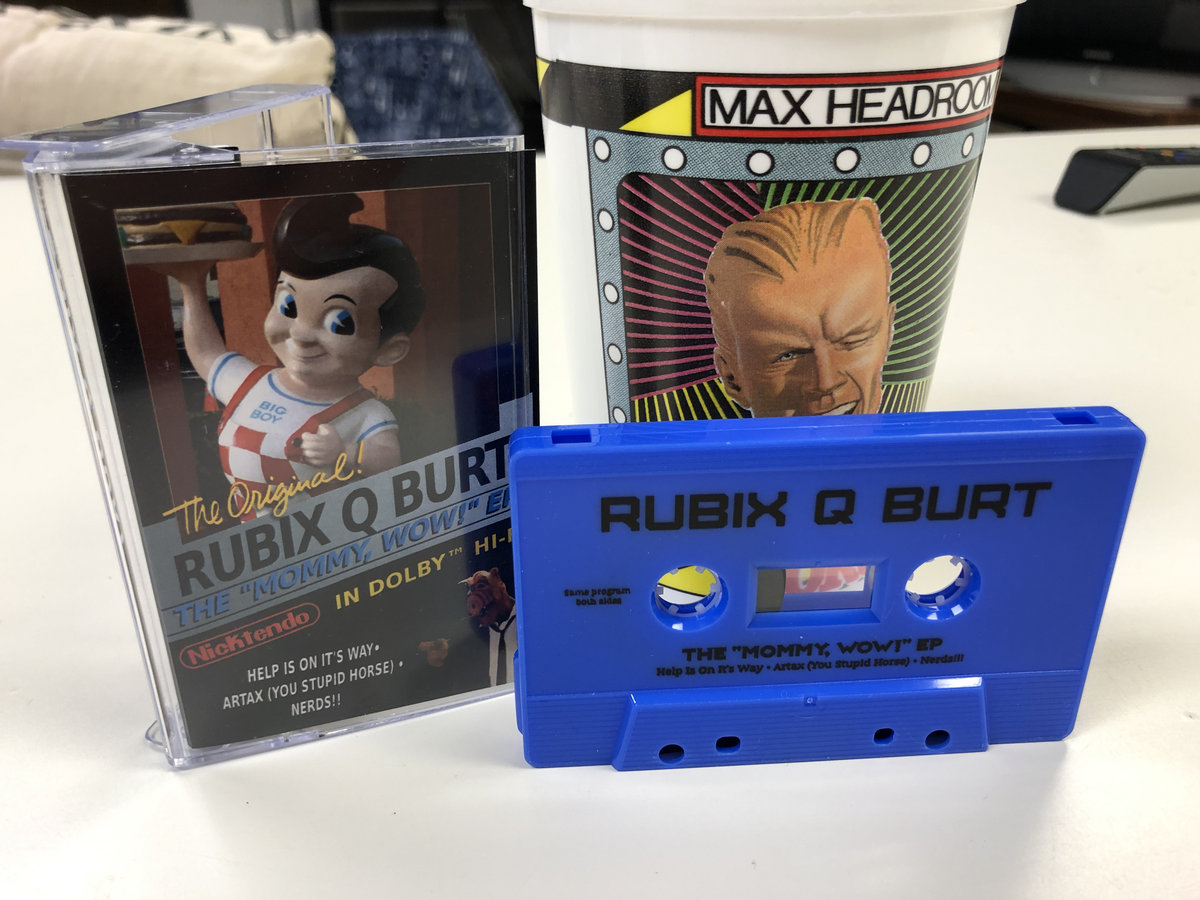 MAX HEADROOM
BIG
BOY
The Original!
RUBIX Q BURT
THE "MOMMY, WOW!" EP
IN DOLBY™ HI-F
Nicktendo
HELP IS ON IT'S WAY•
ARTAX (YOU STUPID HORSE) •
NERDS!!
RUBIX Q BURT
Same program
both sides
THE "MOMMY, WOW!" EP
Help Is On It's Way • Artax (You Stupid Horse) • Nerds!!!